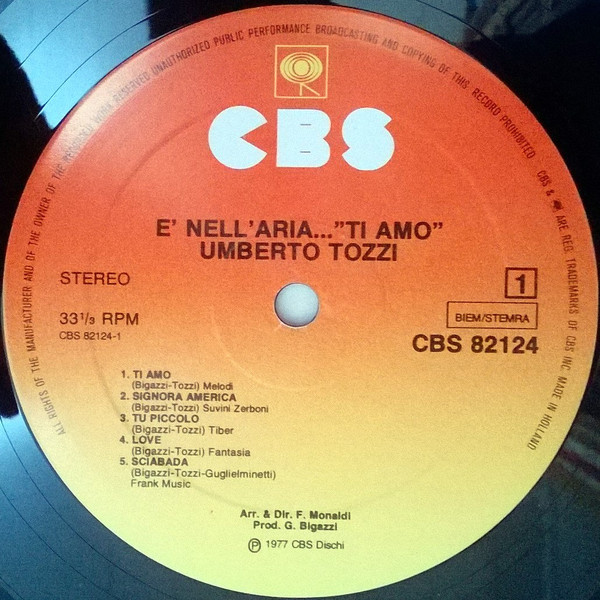 ALL RIGHTS OF THE MANUFACTURER AND OF THE OWNER OF THE RECORDED WORK RESERVED UNAUTHORIZED PUBLIC PERFORMANCE BROADCASTING AND COPYING OF THIS RECORD PROHIBITED CBS & ARE REG. TRADEMARKS OF CBS INC. MADE IN HOLLAND
CBS
E' NELL'ARIA..."TI AMO"
UMBERTO TOZZI
STEREO
1
33 1/3 RPM
BIEM/STEMRA
CBS 82124-1
CBS 82124
1. TI AMO
(Bigazzi-Tozzi) Melodi
2. SIGNORA AMERICA
(Bigazzi-Tozzi) Suvini Zerboni
3. TU PICCOLO
(Bigazzi-Tozzi) Tiber
4. LOVE
(Bigazzi-Tozzi) Fantasia
5. SCIABADA
(Bigazzi-Tozzi-Guglielminetti)
Frank Music
Arr. & Dir. F. Monaldi
Prod. G. Bigazzi
℗ 1977 CBS Dischi